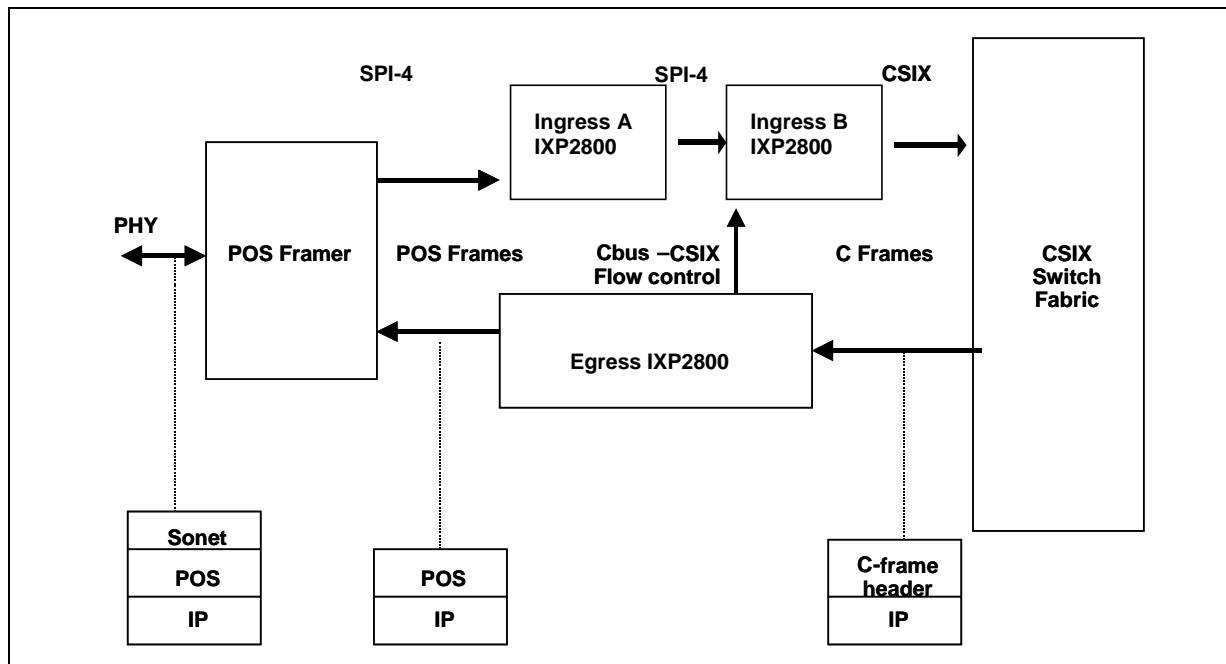 SPI-4
SPI-4
CSIX
Ingress A
IXP2800
Ingress B
IXP2800
PHY
POS Framer
POS Frames
Cbus –CSIX
Flow control
C Frames
CSIX
Switch
Fabric
Egress IXP2800
Sonet
POS
IP
POS
IP
C-frame
header
IP